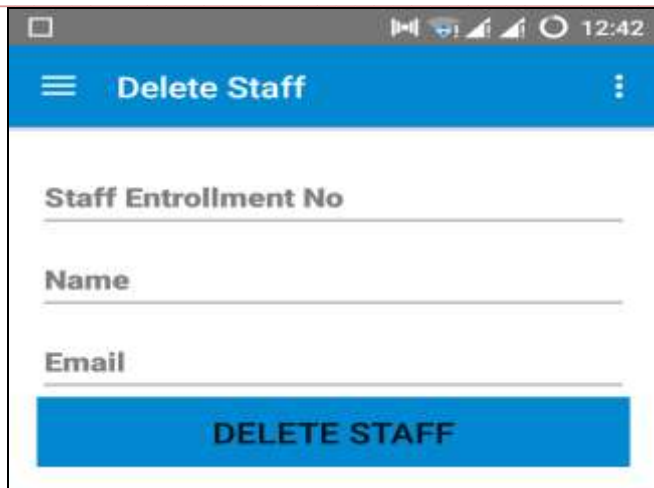 12:42
Delete Staff
Staff Entrollment No
Name
Email
DELETE STAFF